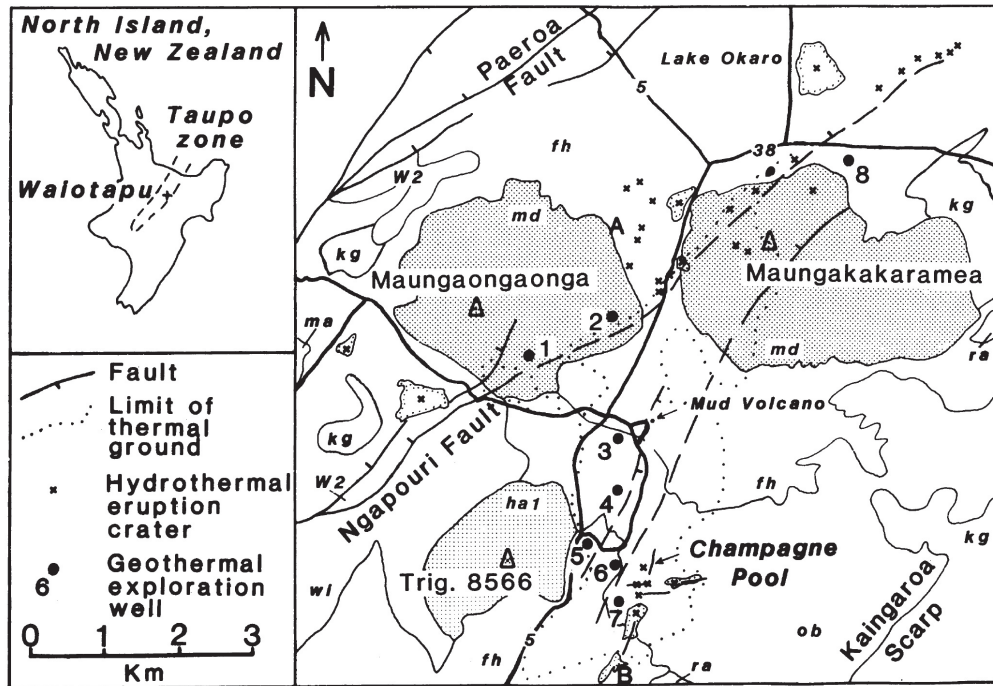 North Island,
New Zealand
Taupo
zone
Waiotapu
Fault
Limit of
thermal
ground
Hydrothermal
eruption
crater
6
Geothermal
exploration
well
0 1 2 3
Km
N
Paeroa
Fault
5
Lake Okaro
38
8
fh
W2
kg
md
A
kg
Maungaongaonga
Maungakakaramea
2
ma
1
md
ra
kg
Mud Volcano
W2
Ngapouri Fault
3
fh
ha1
4
kg
5
Champagne
Pool
6
Trig. 8566
wl
7
ob
Kaingaroa
Scarp
5
fh
B
ra